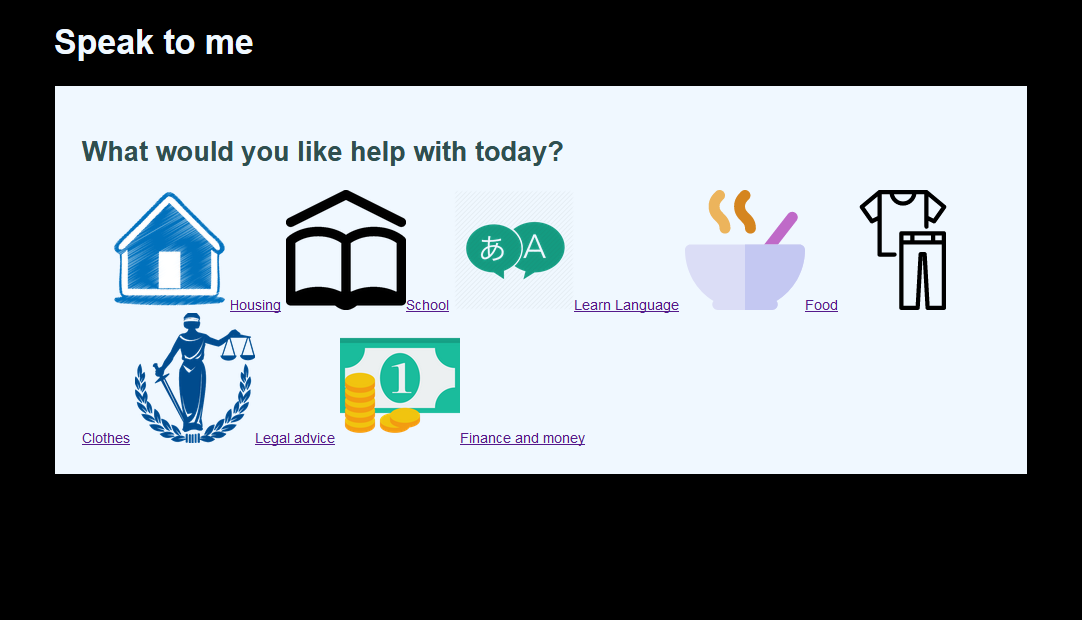 Speak to me
What would you like help with today?
あ A
Housing School Learn Language Food
1
Clothes Legal advice Finance and money